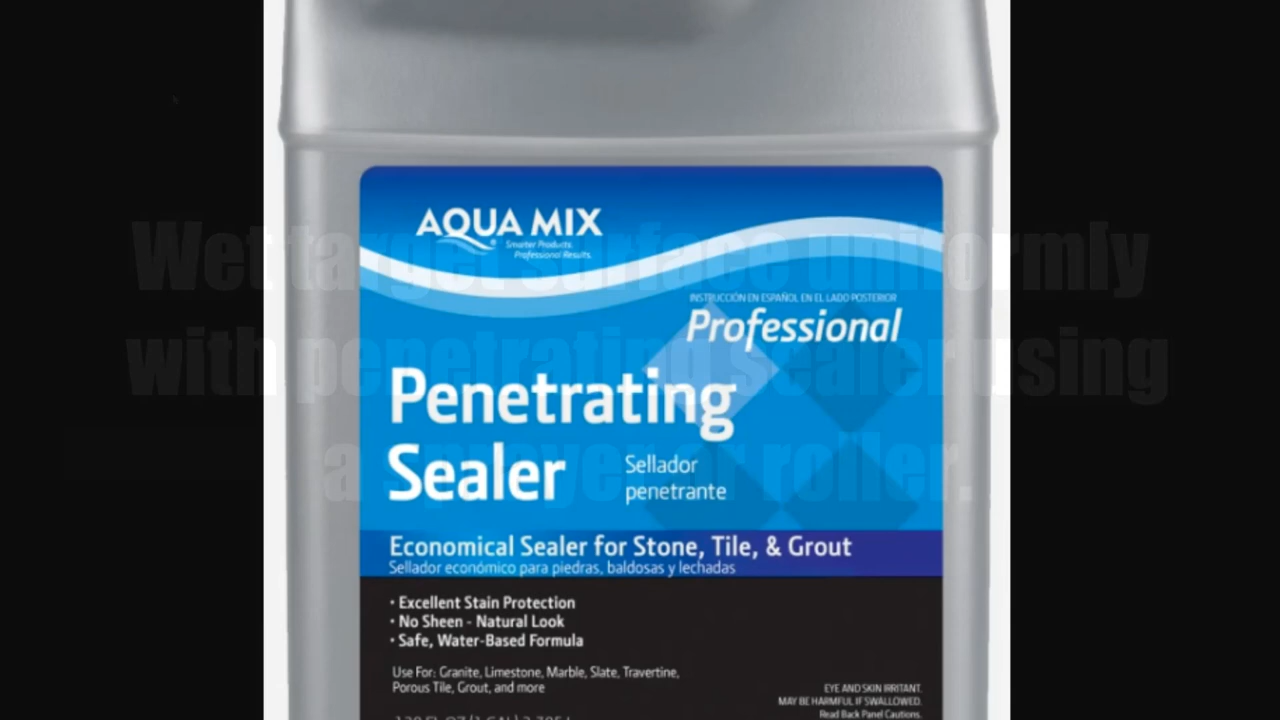 AQUA MIX
Smarter Products.
Professional Results.
Wet target surface uniformly
INSTRUCCIÓN EN ESPAÑOL EN EL LADO POSTERIOR
Professional
with penetrating sealer using
Penetrating
Sealer
Sellador
penetrante
a sprayer or roller.
Economical Sealer for Stone, Tile, & Grout
Sellador económico para piedras, baldosas y lechadas
· Excellent Stain Protection
· No Sheen - Natural Look
· Safe, Water-Based Formula
Use For: Granite, Limestone, Marble, Slate, Travertine,
Porous Tile, Grout, and more
EYE AND SKIN IRRITANT.
MAY BE HARMFUL IF SWALLOWED.
Read Back Panel Cautions.